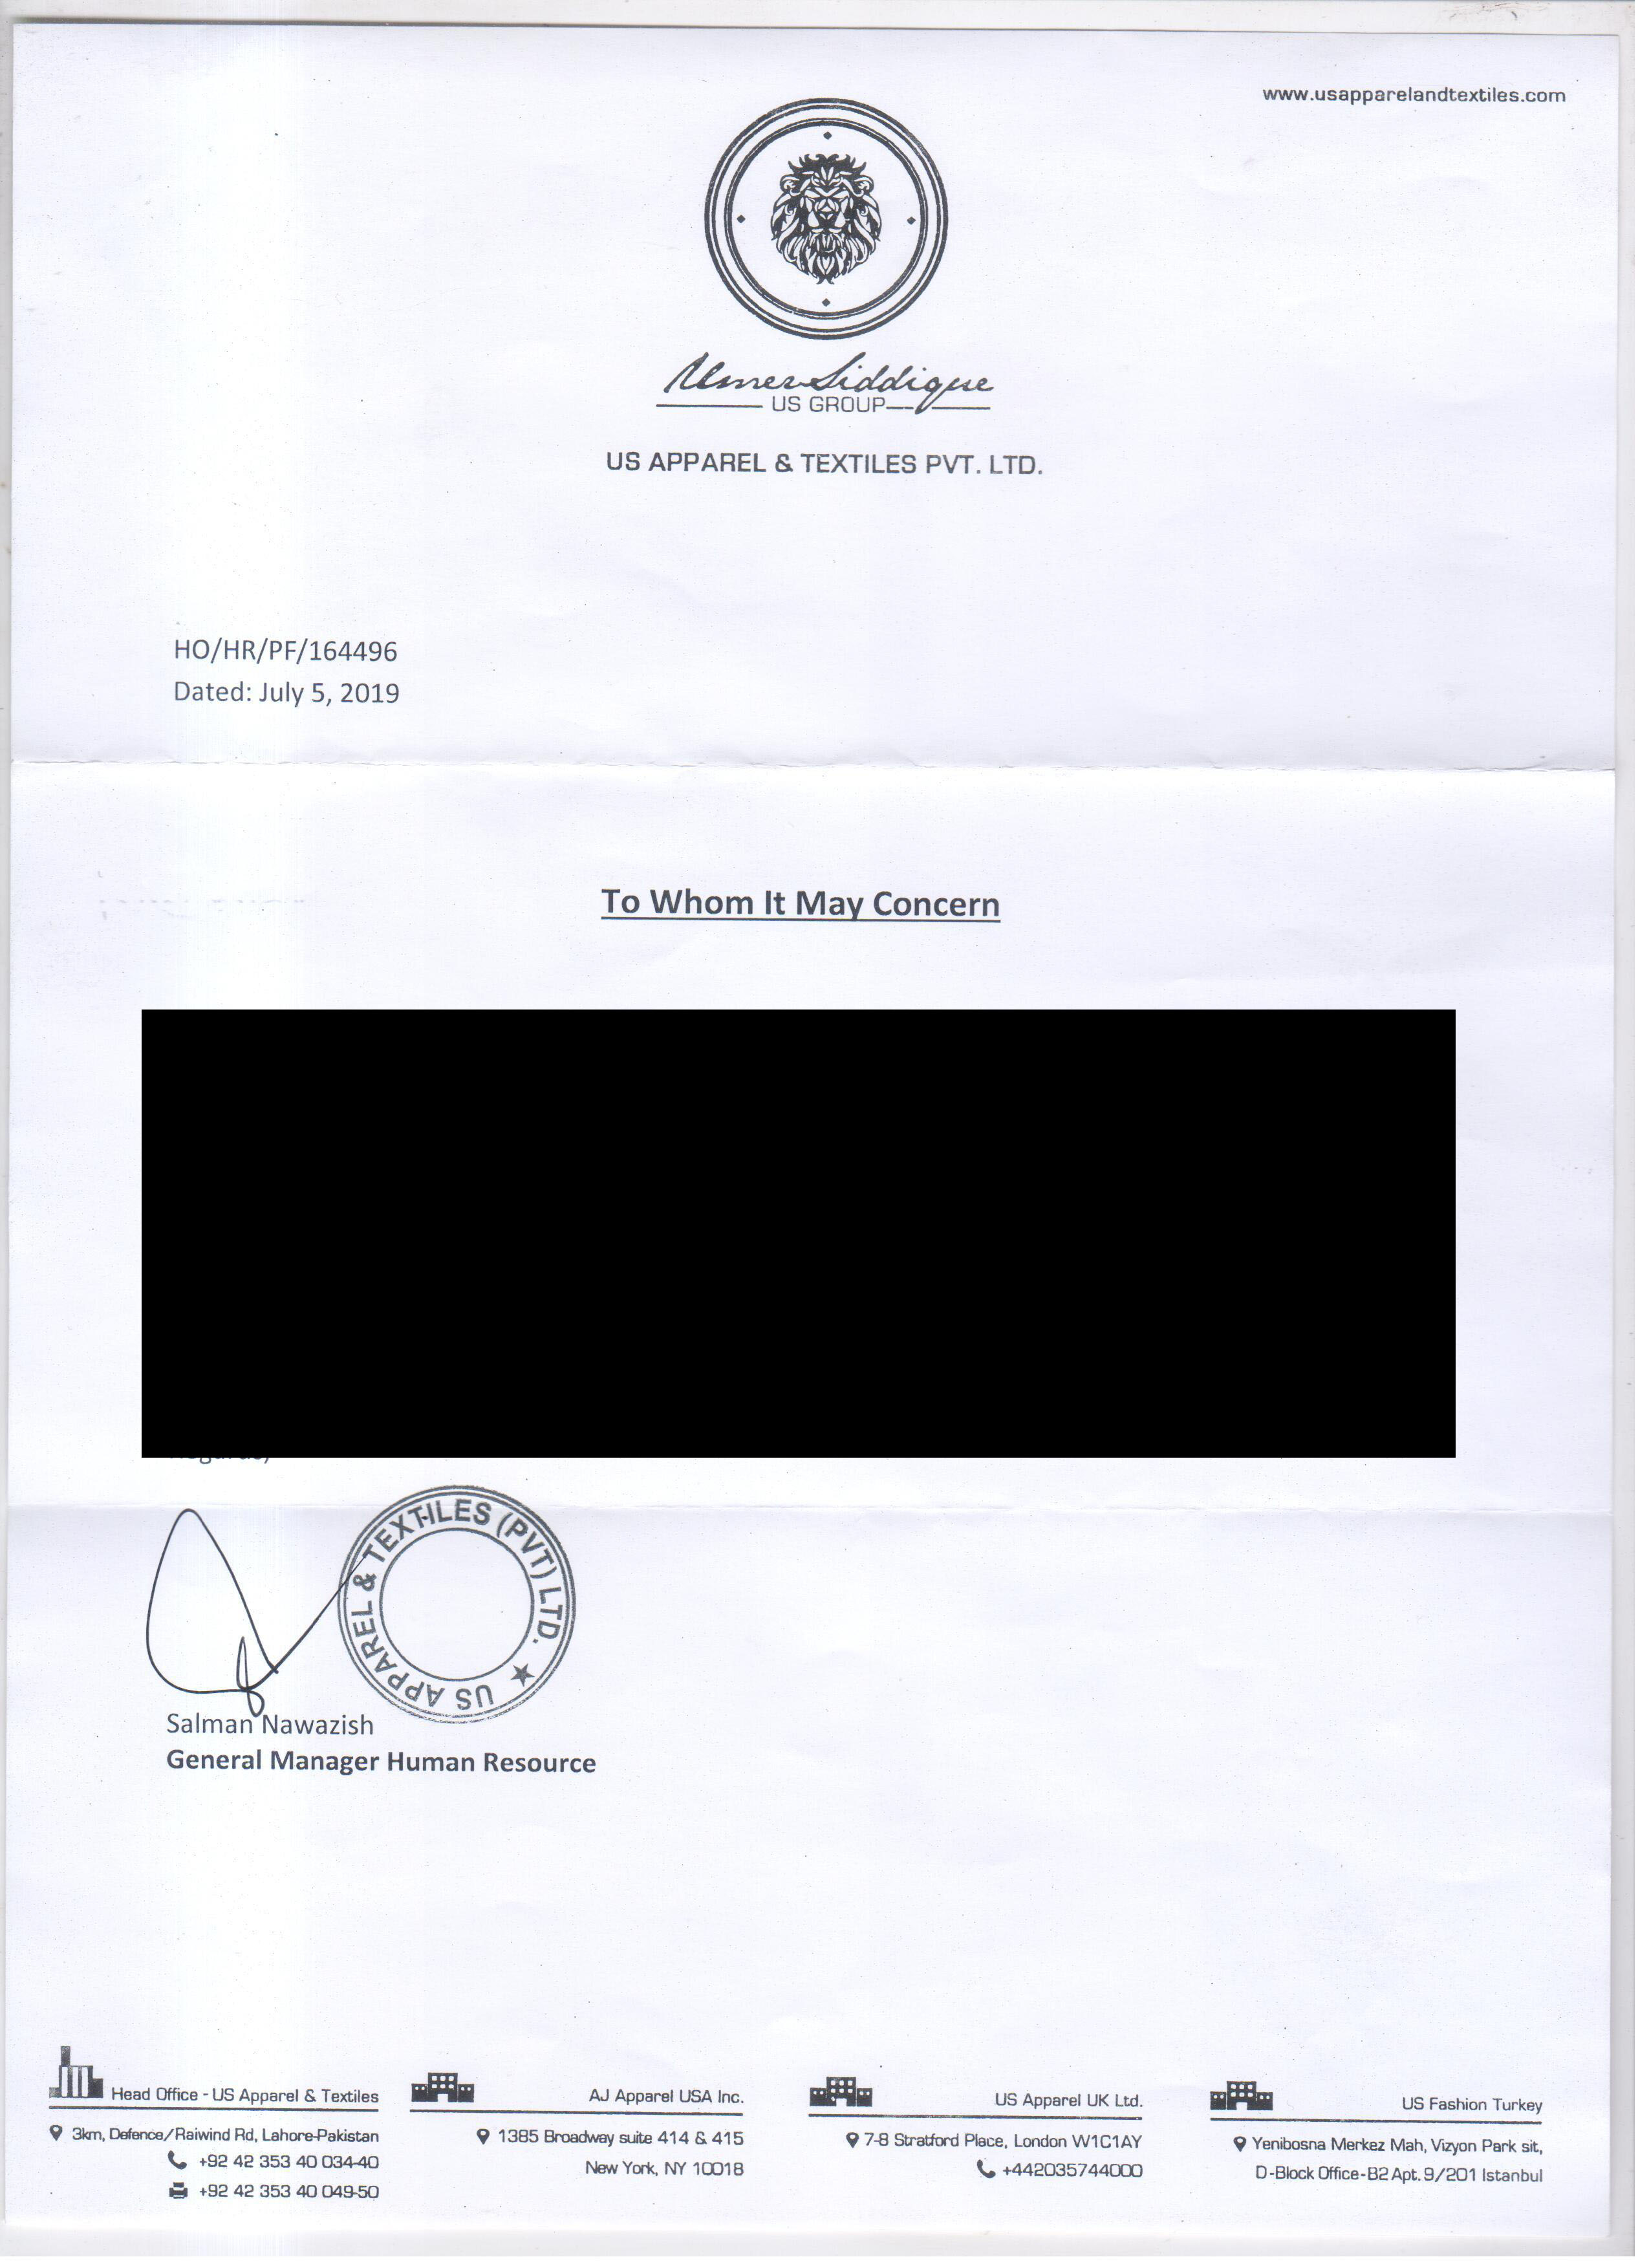 www.usapparelandtextiles.com
Umer Siddique
US GROUP
US APPAREL & TEXTILES PVT. LTD.
HO/HR/PF/164496
Dated: July 5, 2019
To Whom It May Concern
US APPAREL & TEXTILES (PVT) LTD.
Salman Nawazish
General Manager Human Resource
Head Office - US Apparel & Textiles
3km, Defence/Raiwind Rd, Lahore-Pakistan
+92 42 353 40 034-40
+92 42 353 40 049-50
AJ Apparel USA Inc.
1385 Broadway suite 414 & 415
New York, NY 10018
US Apparel UK Ltd.
7-8 Stratford Place, London W1C1AY
+442035744000
US Fashion Turkey
Yenibosna Merkez Mah, Vizyon Park sit,
D-Block Office-B2 Apt. 9/201 Istanbul